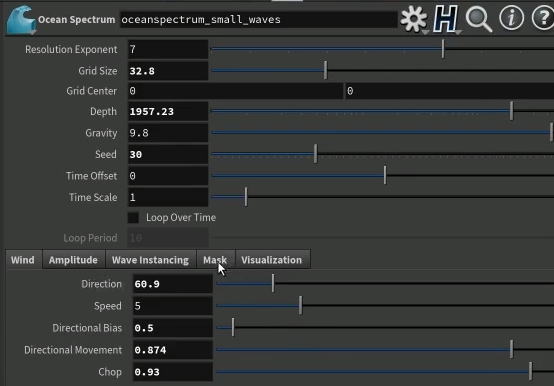 Ocean Spectrum oceanspectrum_small_waves
Resolution Exponent 7
Grid Size 32.8
Grid Center 0 0
Depth 1957.23
Gravity 9.8
Seed 30
Time Offset 0
Time Scale 1
Loop Over Time
Loop Period 10
Wind Amplitude Wave Instancing Mask Visualization
Direction 60.9
Speed 5
Directional Bias 0.5
Directional Movement 0.874
Chop 0.93